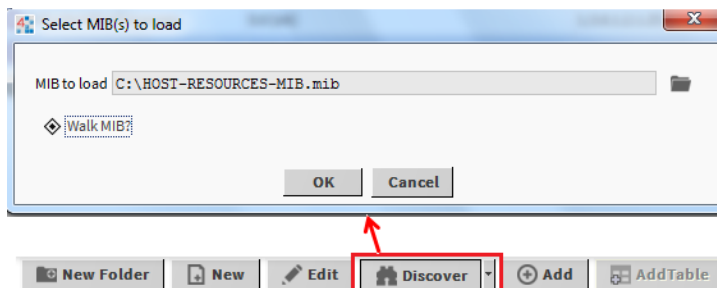 Select MIB(s) to load
MIB to load C:\HOST-RESOURCES-MIB.mib
Walk MIB?
OK Cancel
New Folder New Edit Discover Add AddTable